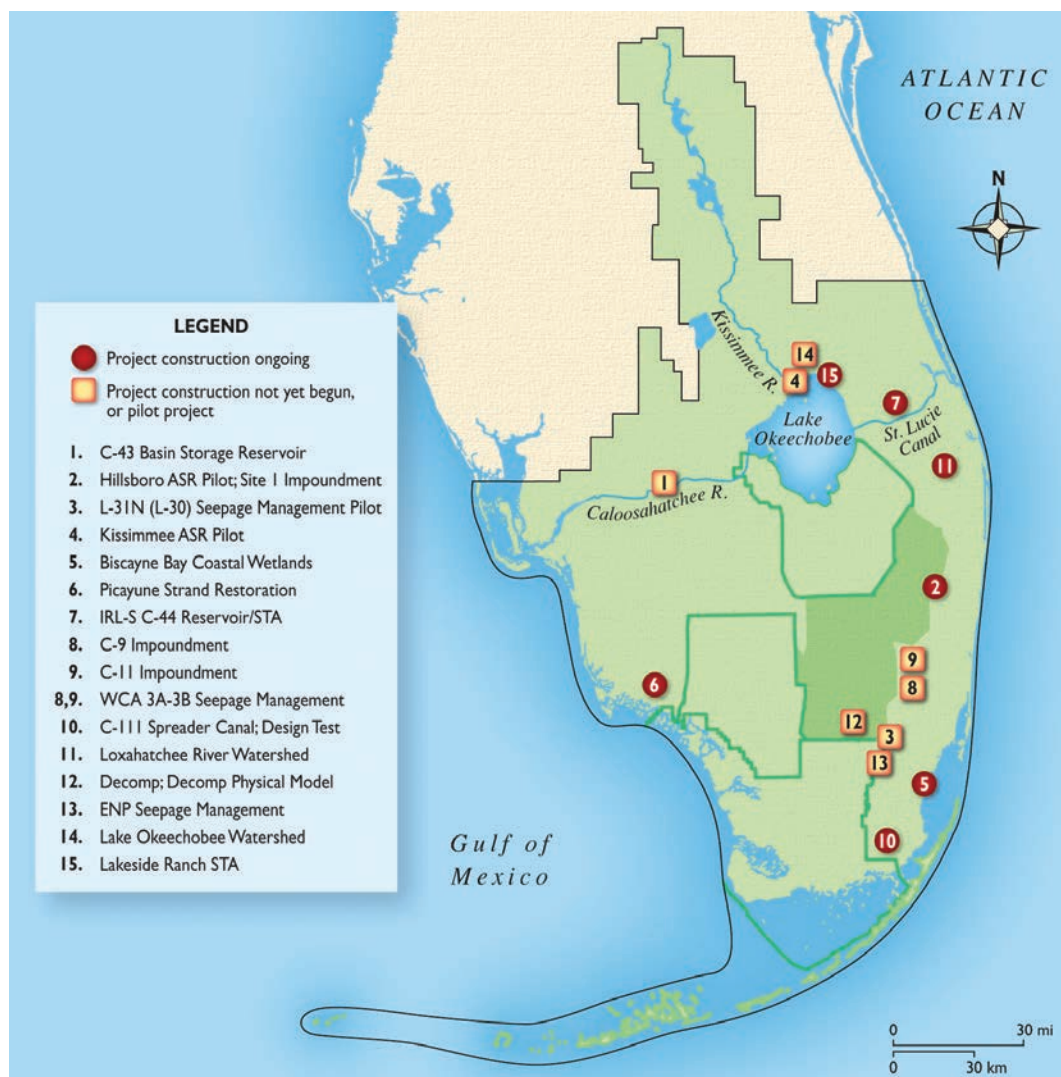 ATLANTIC
OCEAN
N
LEGEND
Project construction ongoing
Project construction not yet begun,
or pilot project
1. C-43 Basin Storage Reservoir
2. Hillsboro ASR Pilot; Site 1 Impoundment
3. L-31N (L-30) Seepage Management Pilot
4. Kissimmee ASR Pilot
5. Biscayne Bay Coastal Wetlands
6. Picayune Strand Restoration
7. IRL-S C-44 Reservoir/STA
8. C-9 Impoundment
9. C-11 Impoundment
8,9. WCA 3A-3B Seepage Management
10. C-111 Spreader Canal; Design Test
11. Loxahatchee River Watershed
12. Decomp; Decomp Physical Model
13. ENP Seepage Management
14. Lake Okeechobee Watershed
15. Lakeside Ranch STA
Kissimmee R.
14
4
15
Lake
Okeechobee
7
St. Lucie
Canal
11
1
Caloosahatchee R.
2
9
8
6
12
3
13
5
10
Gulf of
Mexico
0 30 mi
0 30 km